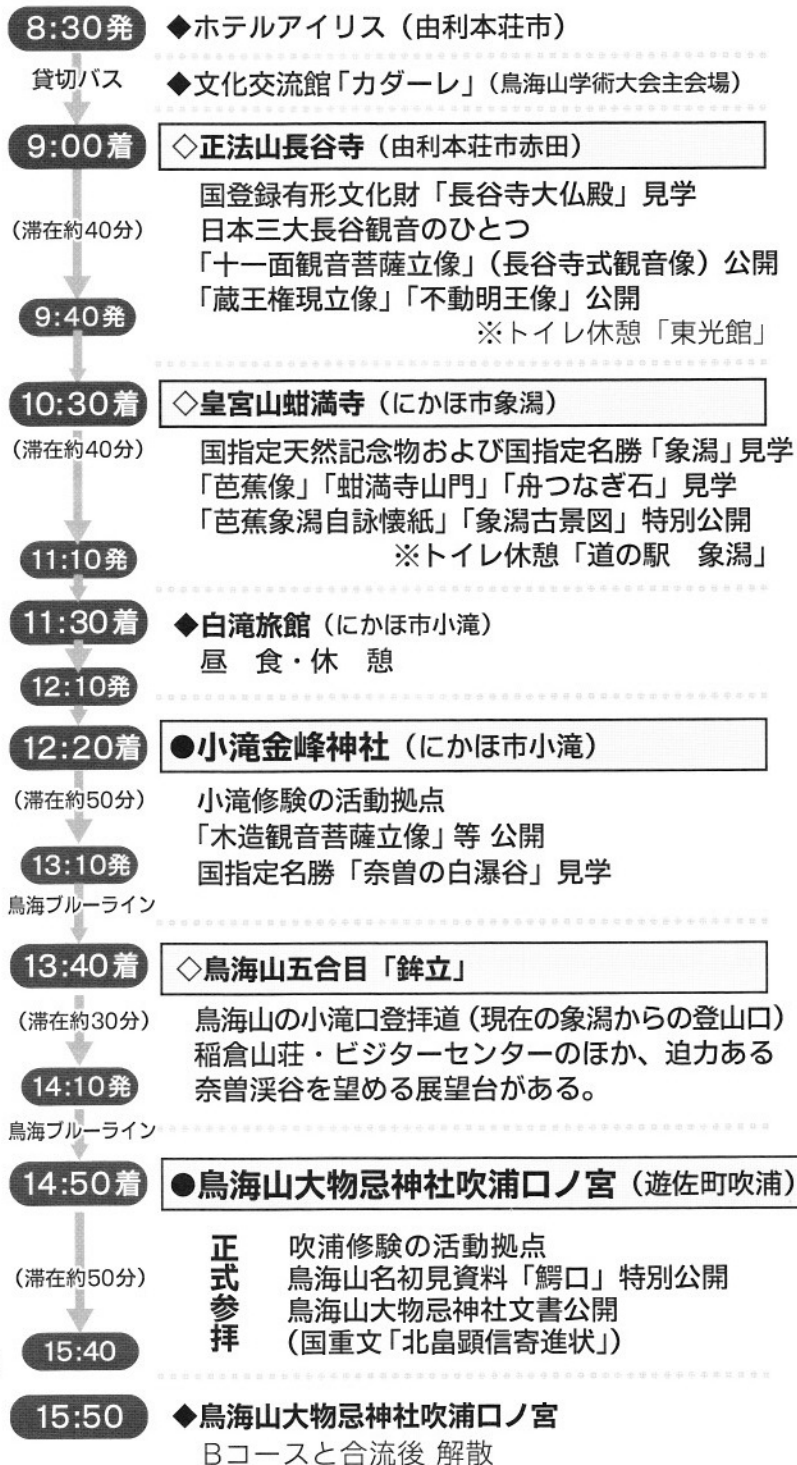 8:30発 ◆ホテルアイリス（由利本荘市）
貸切バス ◆文化交流館「カダーレ」（鳥海山学術大会主会場）
9:00着 ◇正法山長谷寺（由利本荘市赤田）
国登録有形文化財「長谷寺大仏殿」見学
（滞在約40分） 日本三大長谷観音のひとつ
「十一面観音菩薩立像」（長谷寺式観音像）公開
9:40発 「蔵王権現立像」「不動明王像」公開
※トイレ休憩「東光館」
10:30着 ◇皇宮山蚶満寺（にかほ市象潟）
（滞在約40分） 国指定天然記念物および国指定名勝「象潟」見学
「芭蕉像」「蚶満寺山門」「舟つなぎ石」見学
「芭蕉象潟自詠懐紙」「象潟古景図」特別公開
11:10発 ※トイレ休憩「道の駅　象潟」
11:30着 ◆白滝旅館（にかほ市小滝）
昼　食・休　憩
12:10発
12:20着 ●小滝金峰神社（にかほ市小滝）
（滞在約50分） 小滝修験の活動拠点
「木造観音菩薩立像」等 公開
13:10発 国指定名勝「奈曽の白瀑谷」見学
鳥海ブルーライン
13:40着 ◇鳥海山五合目「鉾立」
（滞在約30分） 鳥海山の小滝口登拝道（現在の象潟からの登山口）
稲倉山荘・ビジターセンターのほか、迫力ある
14:10発 奈曽渓谷を望める展望台がある。
鳥海ブルーライン
14:50着 ●鳥海山大物忌神社吹浦口ノ宮（遊佐町吹浦）
正式参拝
吹浦修験の活動拠点
（滞在約50分） 鳥海山名初見資料「鰐口」特別公開
鳥海山大物忌神社文書公開
15:40 （国重文「北畠顕信寄進状」）
15:50 ◆鳥海山大物忌神社吹浦口ノ宮
Bコースと合流後 解散